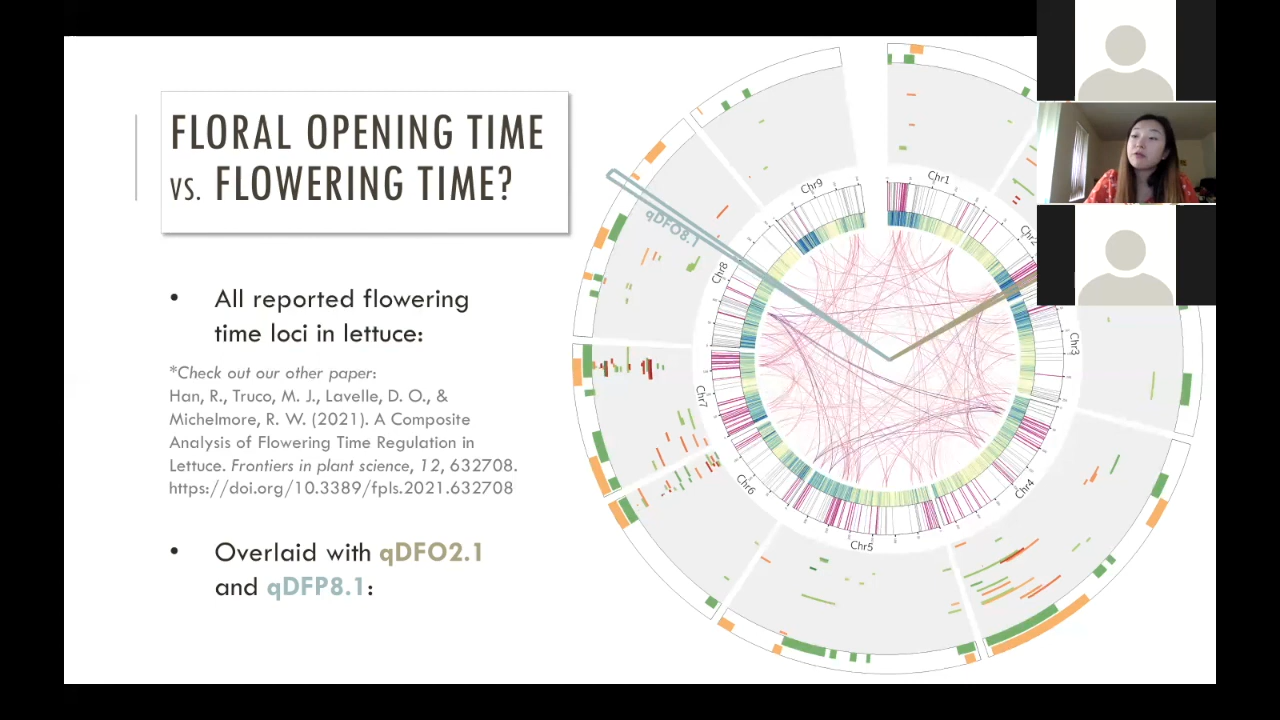 FLORAL OPENING TIME
VS. FLOWERING TIME?
• All reported flowering
time loci in lettuce:
*Check out our other paper:
Han, R., Truco, M. J., Lavelle, D. O., &
Michelmore, R. W. (2021). A Composite
Analysis of Flowering Time Regulation in
Lettuce. Frontiers in plant science, 12, 632708.
https://doi.org/10.3389/fpls.2021.632708
• Overlaid with qDFO2.1
and qDFP8.1:
qDFO8.1
Chr9
Chr1
Chr2
Chr8
Chr3
Chr7
Chr6
Chr4
Chr5